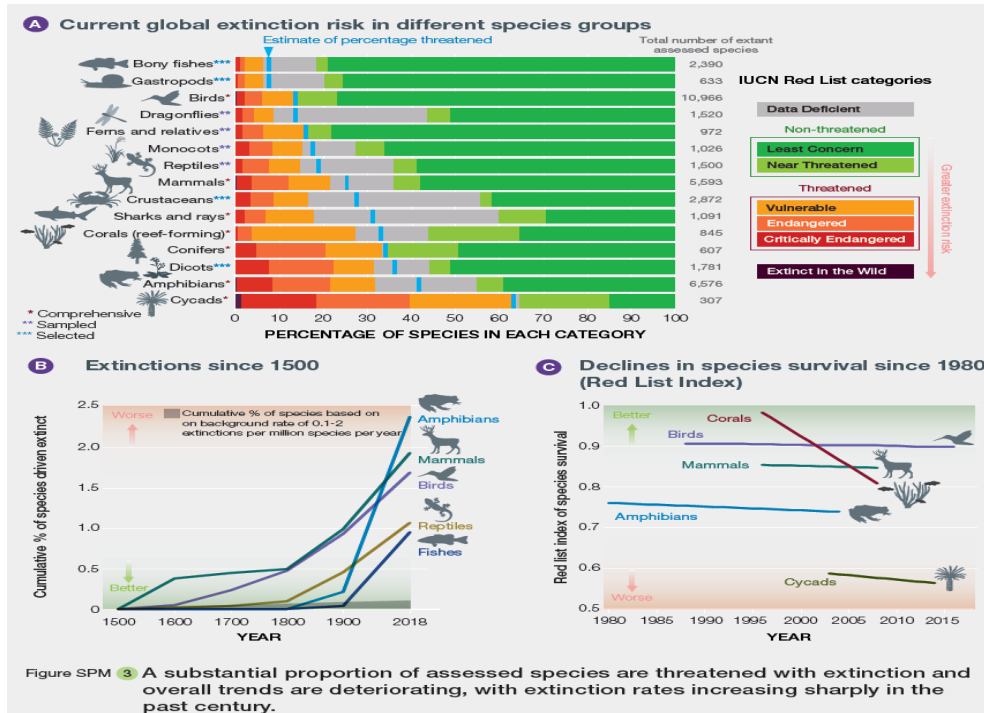 A Current global extinction risk in different species groups
Estimate of percentage threatened
Total number of extant
assessed species
Bony fishes*** 2,390
Gastropods*** 633
Birds* 10,966
Dragonflies** 1,520
Ferns and relatives** 972
Monocots** 1,026
Reptiles** 1,500
Mammals* 5,593
Crustaceans*** 2,872
Sharks and rays* 1,091
Corals (reef-forming)* 845
Conifers* 607
Dicots*** 1,781
Amphibians* 6,576
Cycads* 307
* Comprehensive
** Sampled
*** Selected
0 10 20 30 40 50 60 70 80 90 100
PERCENTAGE OF SPECIES IN EACH CATEGORY
IUCN Red List categories
Data Deficient
Non-threatened
Least Concern
Near Threatened
Threatened
Vulnerable
Endangered
Critically Endangered
Extinct in the Wild
Greater extinction risk
B Extinctions since 1500
Cumulative % of species driven extinct
2.5
2.0
1.5
1.0
0.5
0
Worse
Better
Cumulative % of species based on
on background rate of 0.1-2
extinctions per million species per year
Amphibians
Mammals
Birds
Reptiles
Fishes
1500 1600 1700 1800 1900 2018
YEAR
C Declines in species survival since 1980
(Red List Index)
Red list index of species survival
1.0
0.9
0.8
0.7
0.6
0.5
Better
Worse
Corals
Birds
Mammals
Amphibians
Cycads
1980 1985 1990 1995 2000 2005 2010 2015
YEAR
Figure SPM 3 A substantial proportion of assessed species are threatened with extinction and
overall trends are deteriorating, with extinction rates increasing sharply in the
past century.